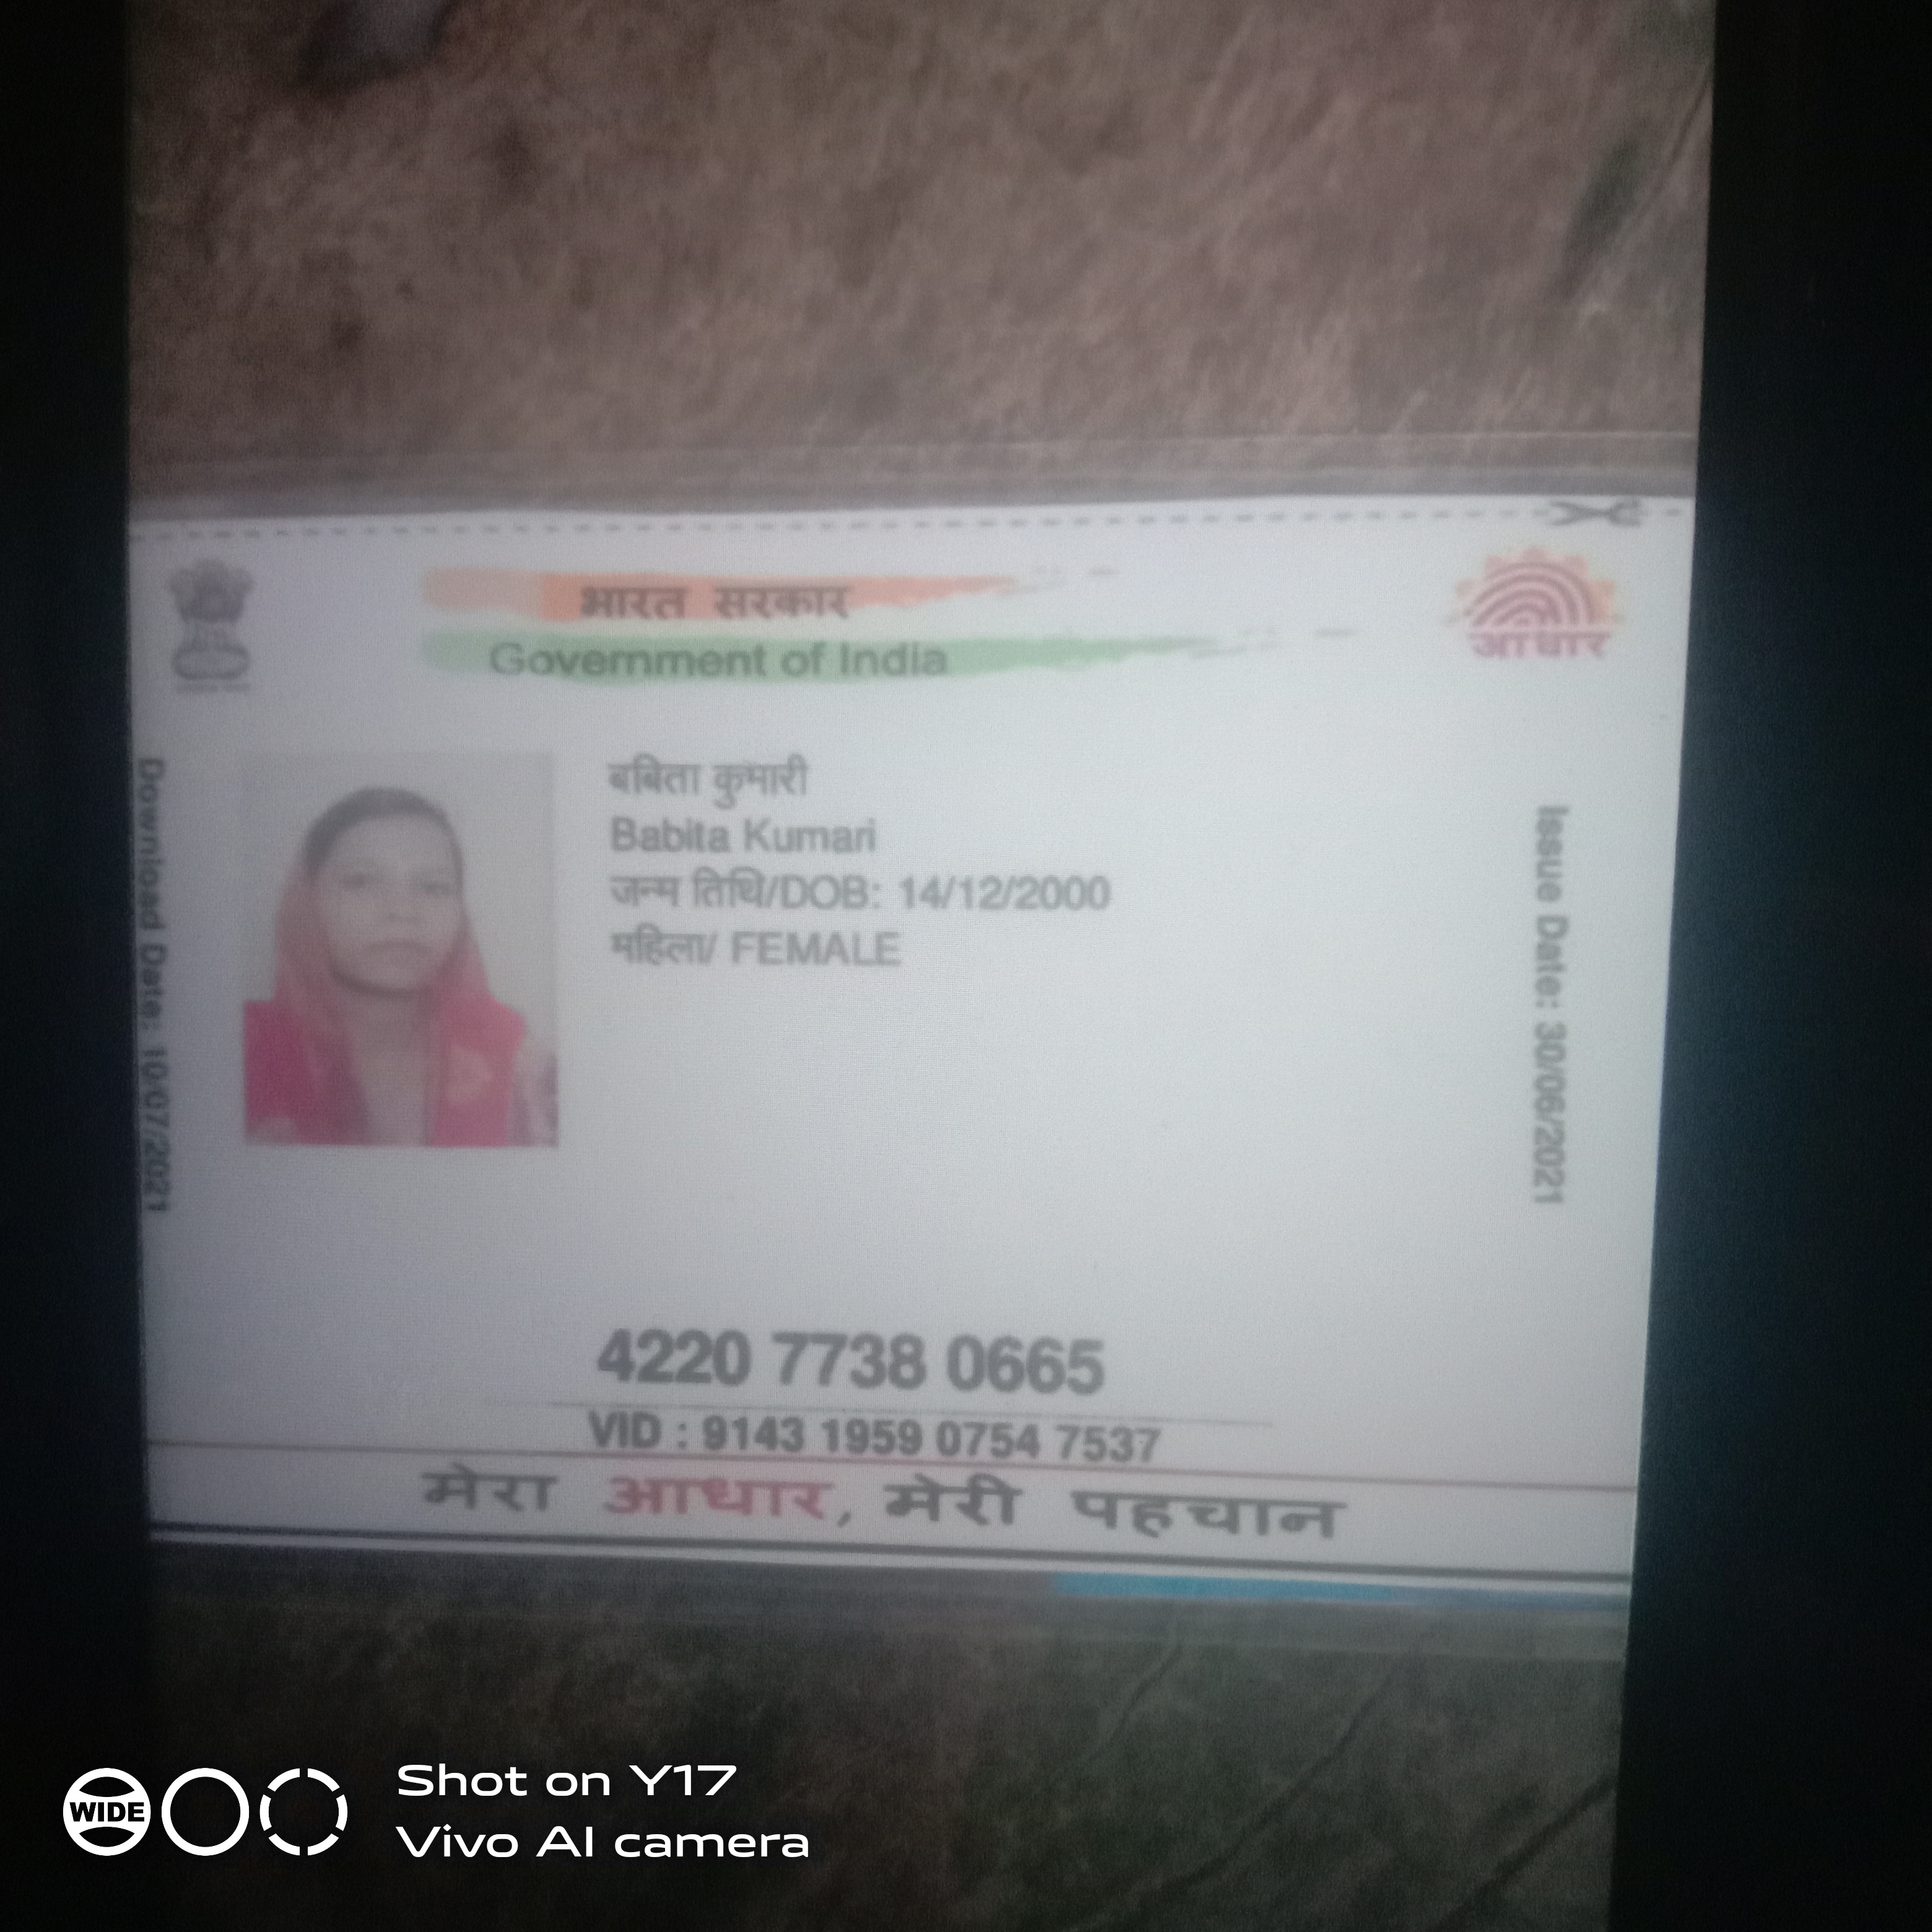 भारत सरकार
Government of India
आधार
Download Date: 10/07/2021
बबिता कुमारी
Babita Kumari
जन्म तिथि/DOB: 14/12/2000
महिला/ FEMALE
Issue Date: 30/06/2021
4220 7738 0665
VID : 9143 1959 0754 7537
मेरा आधार, मेरी पहचान
WIDE
Shot on Y17
Vivo AI camera